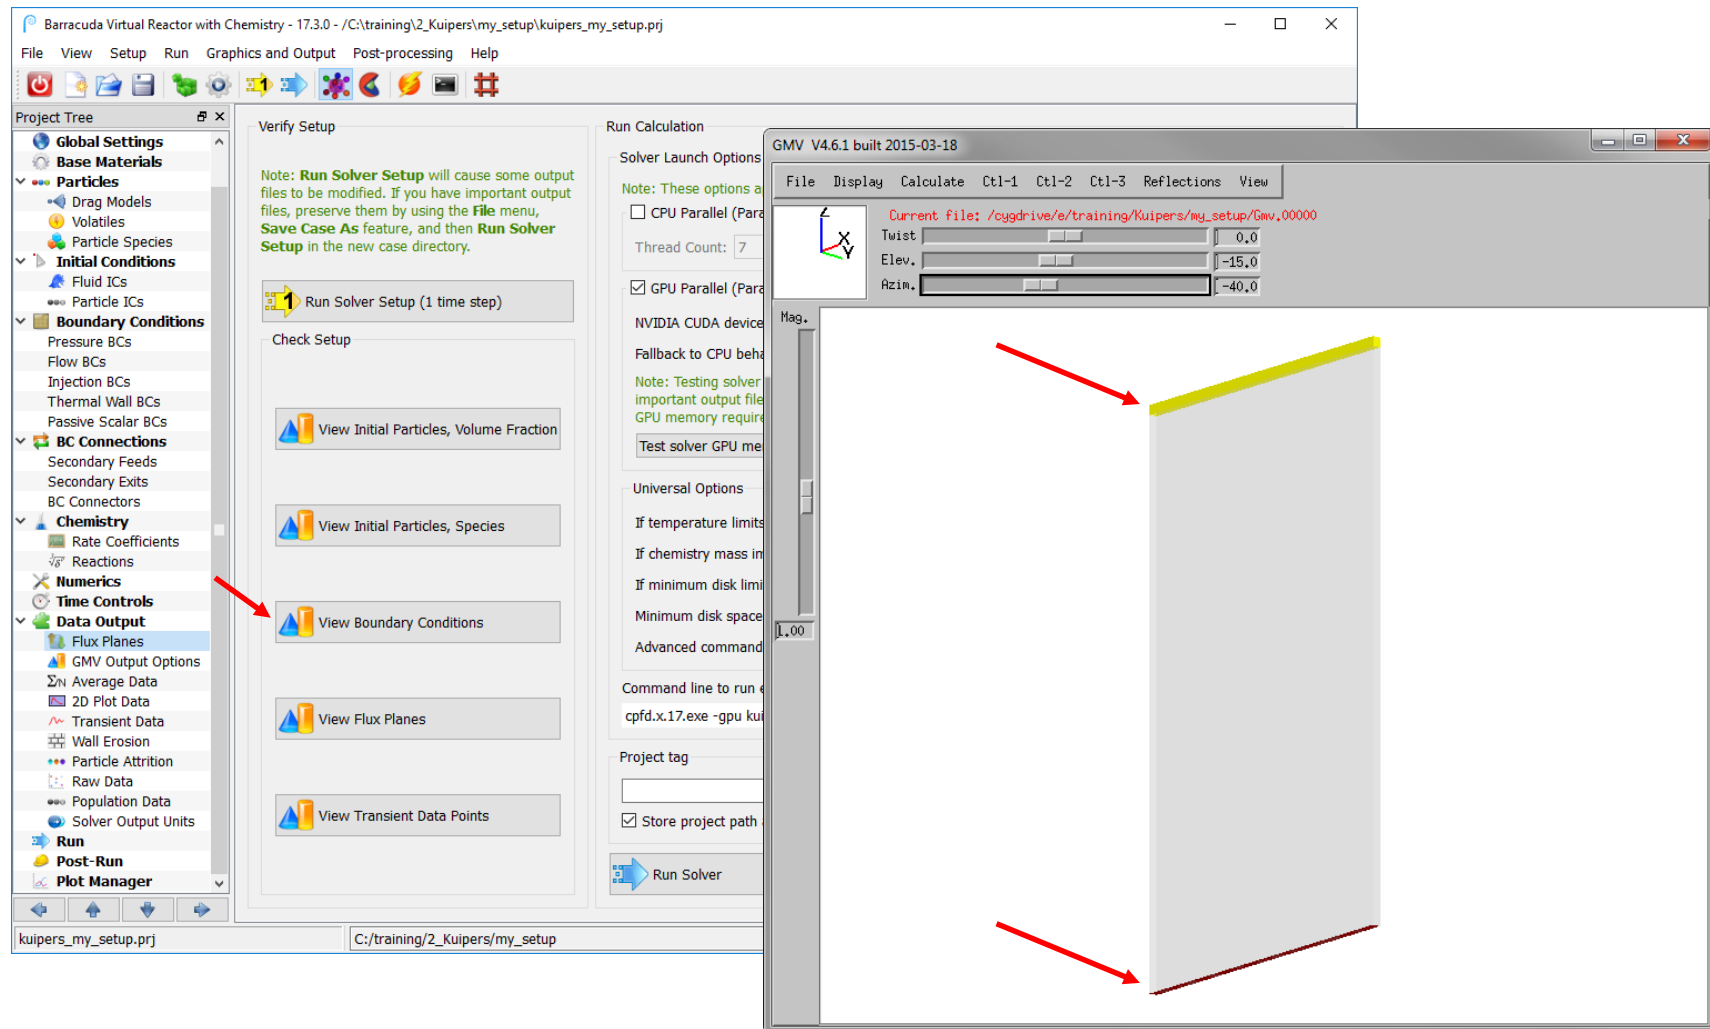 Barracuda Virtual Reactor with Chemistry - 17.3.0 - /C:\training\2_Kuipers\my_setup\kuipers_my_setup.prj
File View Setup Run Graphics and Output Post-processing Help
1
Project Tree
Global Settings
Base Materials
Particles
Drag Models
Volatiles
Particle Species
Initial Conditions
Fluid ICs
Particle ICs
Boundary Conditions
Pressure BCs
Flow BCs
Injection BCs
Thermal Wall BCs
Passive Scalar BCs
BC Connections
Secondary Feeds
Secondary Exits
BC Connectors
Chemistry
Rate Coefficients
Reactions
Numerics
Time Controls
Data Output
Flux Planes
GMV Output Options
Average Data
2D Plot Data
Transient Data
Wall Erosion
Particle Attrition
Raw Data
Population Data
Solver Output Units
Run
Post-Run
Plot Manager
Verify Setup
Note: Run Solver Setup will cause some output
files to be modified. If you have important output
files, preserve them by using the File menu,
Save Case As feature, and then Run Solver
Setup in the new case directory.
1 Run Solver Setup (1 time step)
Check Setup
View Initial Particles, Volume Fraction
View Initial Particles, Species
View Boundary Conditions
View Flux Planes
View Transient Data Points
Run Calculation
Solver Launch Options
Note: These options a
CPU Parallel (Para
Thread Count: 7
GPU Parallel (Para
NVIDIA CUDA device
Fallback to CPU beha
Note: Testing solver
important output file
GPU memory require
Test solver GPU me
Universal Options
If temperature limits
If chemistry mass im
If minimum disk limi
Minimum disk space
Advanced command
Command line to run e
cpfd.x.17.exe -gpu kui
Project tag
Store project path
Run Solver
kuipers_my_setup.prj
C:/training/2_Kuipers/my_setup
GMV V4.6.1 built 2015-03-18
File Display Calculate Ctl-1 Ctl-2 Ctl-3 Reflections View
Z
X
Y
Current file: /cygdrive/e/training/Kuipers/my_setup/Gmv.00000
Twist 0.0
Elev. -15.0
Azim. -40.0
Mag.
1.00